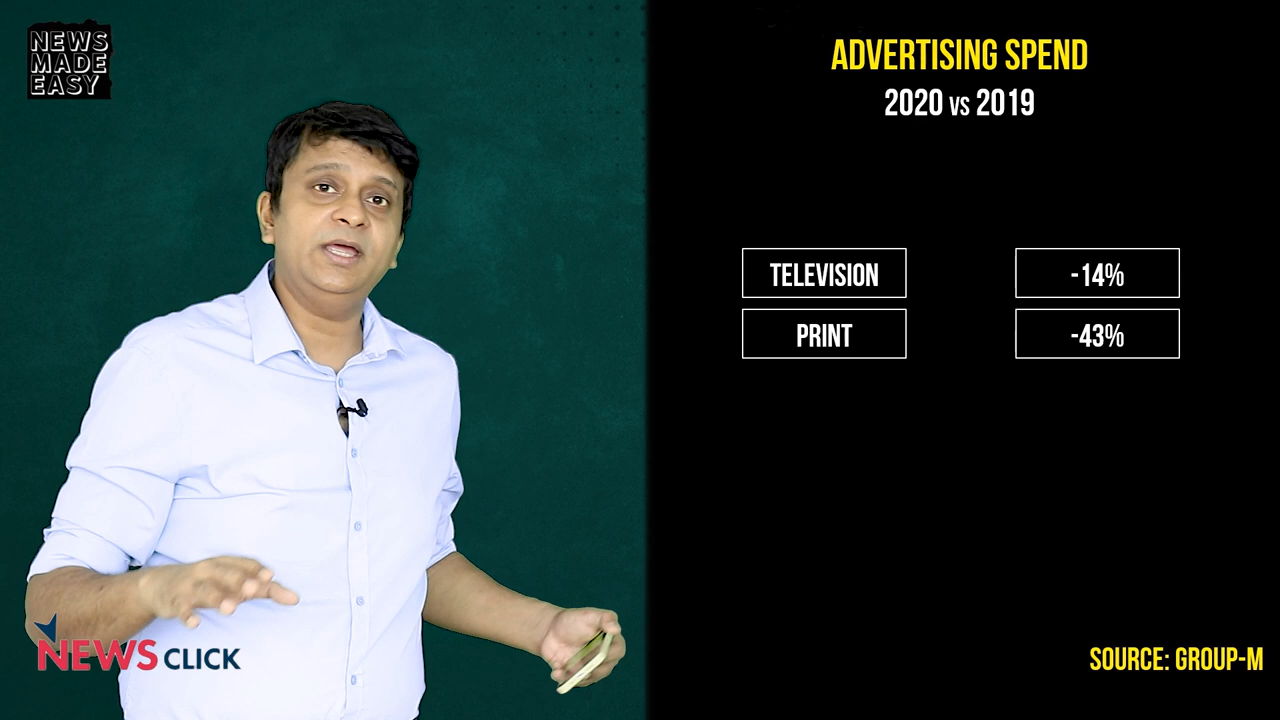 NEWS
MADE
EASY
ADVERTISING SPEND
2020 VS 2019
TELEVISION -14%
PRINT -43%
NEWS CLICK
SOURCE: GROUP-M